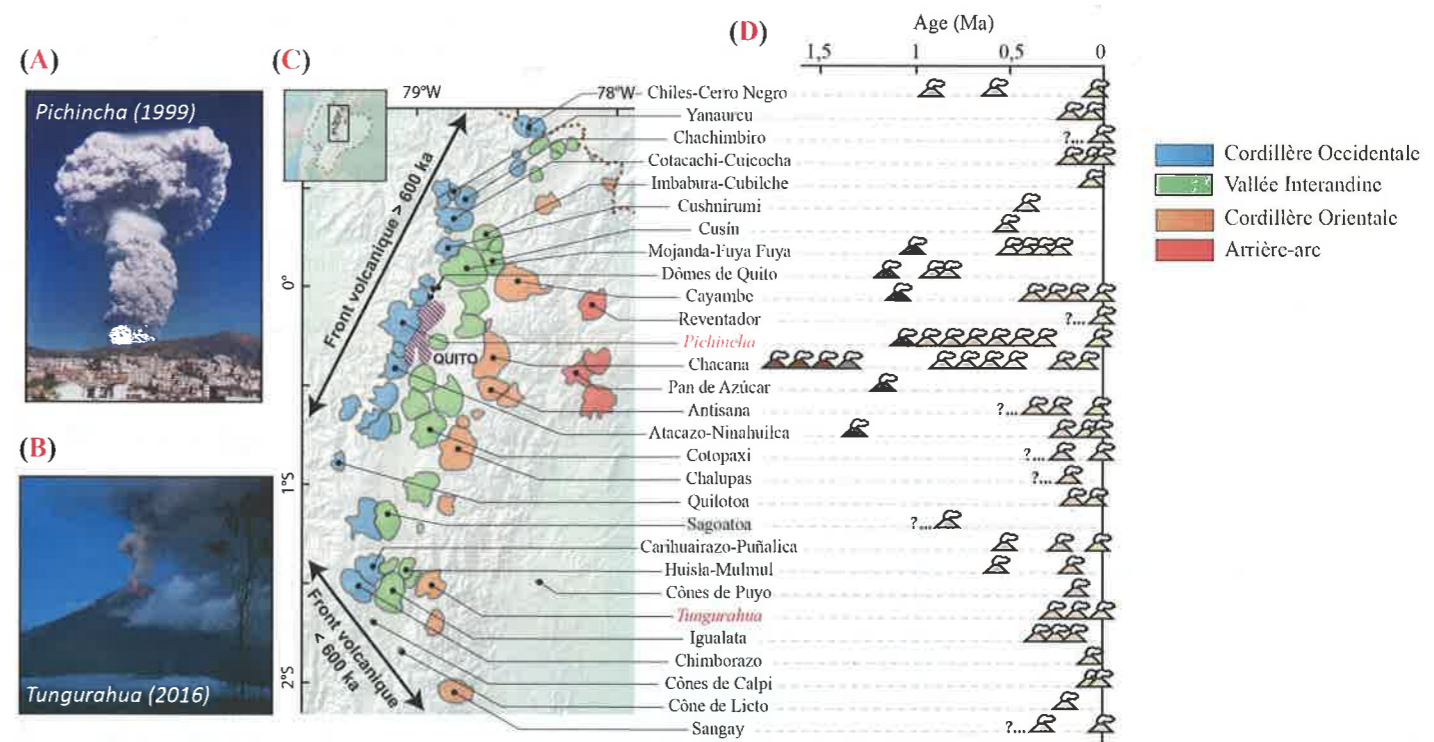 (A)
Pichincha (1999)
(B)
Tungurahua (2016)
(C)
79°W
78°W
0°
1°S
2°S
Front volcanique > 600 ka
QUITO
Front volcanique
< 600 ka
(D)
Age (Ma)
1,5 1 0,5 0
Chiles-Cerro Negro
Yanaurcu
Chachimbiro ?...
Cotacachi-Cuicocha
Imbabura-Cubilche
Cushnirumi
Cusín
Mojanda-Fuya Fuya
Dômes de Quito
Cayambe
Reventador ?...
Pichincha
Chacana
Pan de Azúcar
Antisana ?...
Atacazo-Ninahuilca
Cotopaxi ?...
Chalupas ?...
Quilotoa
Sagoatoa ?...
Carihuairazo-Puñalica
Huisla-Mulmul
Cônes de Puyo
Tungurahua
Igualata
Chimborazo
Cônes de Calpi
Cône de Licto
Sangay ?...
Cordillère Occidentale
Vallée Interandine
Cordillère Orientale
Arrière-arc